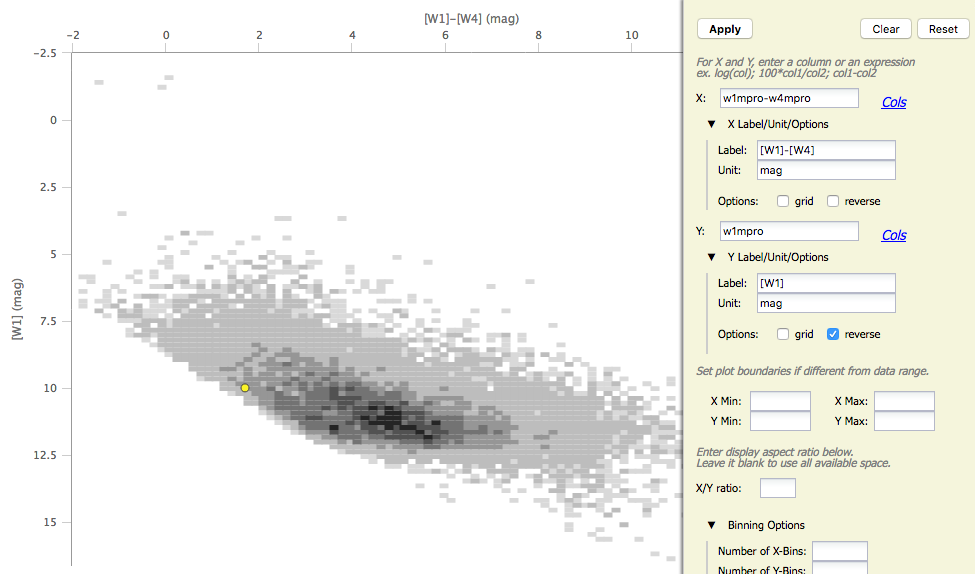 [W1]–[W4] (mag)
−2 0 2 4 6 8 10
−2.5
0
2.5
5
7.5
10
12.5
15
[W1] (mag)
Apply Clear Reset
For X and Y, enter a column or an expression
ex. log(col); 100*col1/col2; col1-col2
X: w1mpro-w4mpro Cols
▼ X Label/Unit/Options
Label: [W1]-[W4]
Unit: mag
Options: grid reverse
Y: w1mpro Cols
▼ Y Label/Unit/Options
Label: [W1]
Unit: mag
Options: grid reverse
Set plot boundaries if different from data range.
X Min: X Max:
Y Min: Y Max:
Enter display aspect ratio below.
Leave it blank to use all available space.
X/Y ratio:
▼ Binning Options
Number of X-Bins:
Number of Y-Bins: